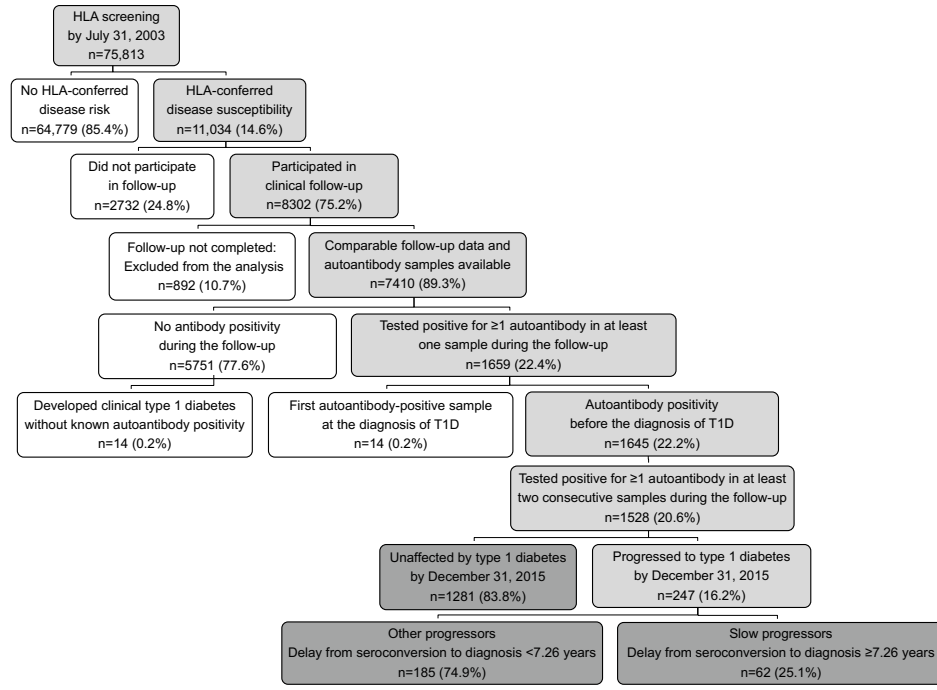 HLA screening
by July 31, 2003
n=75,813
No HLA-conferred
disease risk
n=64,779 (85.4%)
HLA-conferred
disease susceptibility
n=11,034 (14.6%)
Did not participate
in follow-up
n=2732 (24.8%)
Participated in
clinical follow-up
n=8302 (75.2%)
Follow-up not completed:
Excluded from the analysis
n=892 (10.7%)
Comparable follow-up data and
autoantibody samples available
n=7410 (89.3%)
No antibody positivity
during the follow-up
n=5751 (77.6%)
Tested positive for ≥1 autoantibody in at least
one sample during the follow-up
n=1659 (22.4%)
Developed clinical type 1 diabetes
without known autoantibody positivity
n=14 (0.2%)
First autoantibody-positive sample
at the diagnosis of T1D
n=14 (0.2%)
Autoantibody positivity
before the diagnosis of T1D
n=1645 (22.2%)
Tested positive for ≥1 autoantibody in at least
two consecutive samples during the follow-up
n=1528 (20.6%)
Unaffected by type 1 diabetes
by December 31, 2015
n=1281 (83.8%)
Progressed to type 1 diabetes
by December 31, 2015
n=247 (16.2%)
Other progressors
Delay from seroconversion to diagnosis <7.26 years
n=185 (74.9%)
Slow progressors
Delay from seroconversion to diagnosis ≥7.26 years
n=62 (25.1%)